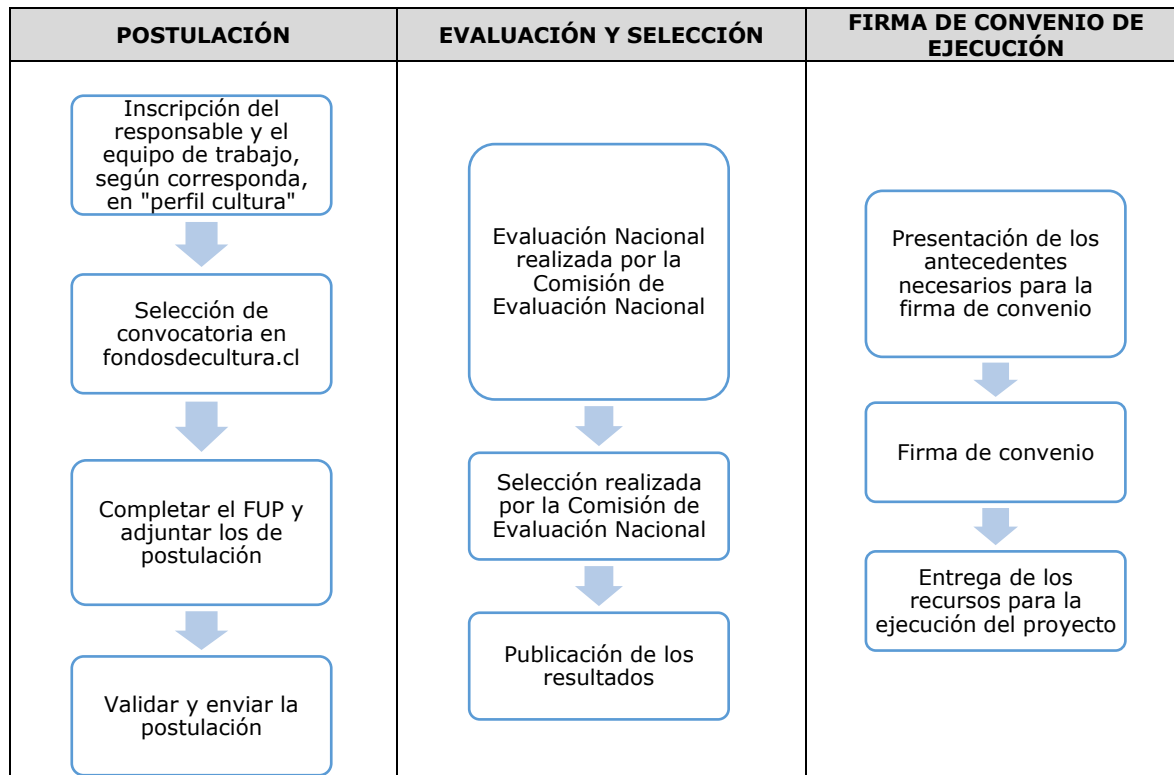 POSTULACIÓN
Inscripción del
responsable y el
equipo de trabajo,
según corresponda,
en "perfil cultura"
Selección de
convocatoria en
fondosdecultura.cl
Completar el FUP y
adjuntar los de
postulación
Validar y enviar la
postulación
EVALUACIÓN Y SELECCIÓN
Evaluación Nacional
realizada por la
Comisión de
Evaluación Nacional
Selección realizada
por la Comisión de
Evaluación Nacional
Publicación de los
resultados
FIRMA DE CONVENIO DE
EJECUCIÓN
Presentación de los
antecedentes
necesarios para la
firma de convenio
Firma de convenio
Entrega de los
recursos para la
ejecución del proyecto